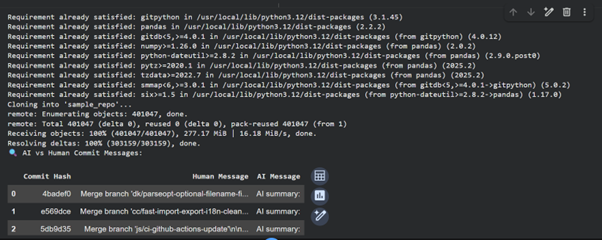 Requirement already satisfied: gitpython in /usr/local/lib/python3.12/dist-packages (3.1.45)
Requirement already satisfied: pandas in /usr/local/lib/python3.12/dist-packages (2.2.2)
Requirement already satisfied: gitdb<5,>=4.0.1 in /usr/local/lib/python3.12/dist-packages (from gitpython) (4.0.12)
Requirement already satisfied: numpy>=1.26.0 in /usr/local/lib/python3.12/dist-packages (from pandas) (2.0.2)
Requirement already satisfied: python-dateutil>=2.8.2 in /usr/local/lib/python3.12/dist-packages (from pandas) (2.9.0.post0)
Requirement already satisfied: pytz>=2020.1 in /usr/local/lib/python3.12/dist-packages (from pandas) (2025.2)
Requirement already satisfied: tzdata>=2022.7 in /usr/local/lib/python3.12/dist-packages (from pandas) (2025.2)
Requirement already satisfied: smmap<6,>=3.0.1 in /usr/local/lib/python3.12/dist-packages (from gitdb<5,>=4.0.1->gitpython) (5.0.2)
Requirement already satisfied: six>=1.5 in /usr/local/lib/python3.12/dist-packages (from python-dateutil>=2.8.2->pandas) (1.17.0)
Cloning into 'sample_repo'...
remote: Enumerating objects: 401047, done.
remote: Total 401047 (delta 0), reused 0 (delta 0), pack-reused 401047 (from 1)
Receiving objects: 100% (401047/401047), 277.17 MiB | 16.18 MiB/s, done.
Resolving deltas: 100% (303159/303159), done.
AI vs Human Commit Messages:
Commit Hash Human Message AI Message
0 4badef0 Merge branch 'dk/parseopt-optional-filename-fi... AI summary:
1 e569dce Merge branch 'cc/fast-import-export-i18n-clean... AI summary:
2 5db9d35 Merge branch 'js/ci-github-actions-update'\n\n... AI summary: